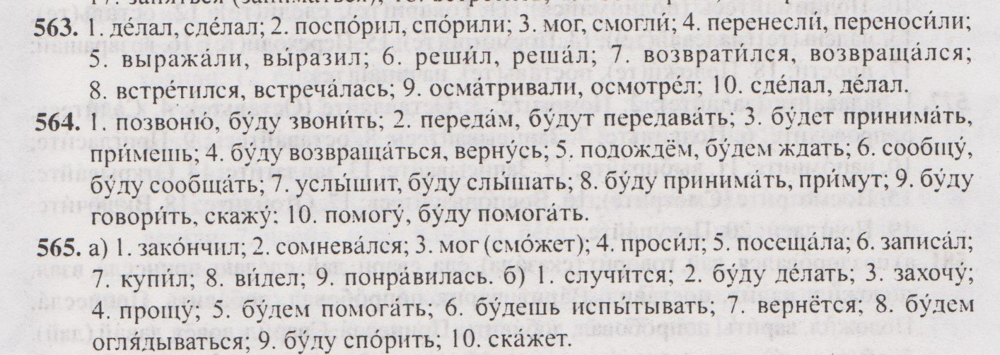 563. 1. де́лал, сде́лал; 2. поспо́рил, спо́рили; 3. мог, смогли́; 4. перенесли́, переноси́ли;
5. выража́ли, вы́разил; 6. реши́л, реша́л; 7. возврати́лся, возвраща́лся;
8. встре́тился, встреча́лась; 9. осма́тривали, осмотре́л; 10. сде́лал, де́лал.
564. 1. позвоню́, бу́ду звони́ть; 2. переда́м, бу́дут передава́ть; 3. бу́дет принима́ть,
при́мешь; 4. бу́ду возвраща́ться, верну́сь; 5. подождём, бу́дем ждать; 6. сообщу́,
бу́ду сообща́ть; 7. услы́шит, бу́ду слы́шать; 8. бу́ду принима́ть, при́мут; 9. бу́ду
говори́ть, скажу́: 10. помогу́, бу́ду помога́ть.
565. а) 1. зако́нчил; 2. сомнева́лся; 3. мог (смо́жет); 4. проси́л; 5. посеща́ла; 6. записа́л;
7. купи́л; 8. ви́дел; 9. понра́вилась. б) 1. случи́тся, 2. бу́ду де́лать, 3. захочу́;
4. прощу́: 5. бу́дем помога́ть; 6. бу́дешь испы́тывать; 7. вернётся; 8. бу́дем
огля́дываться; 9. бу́ду спо́рить; 10. ска́жет.